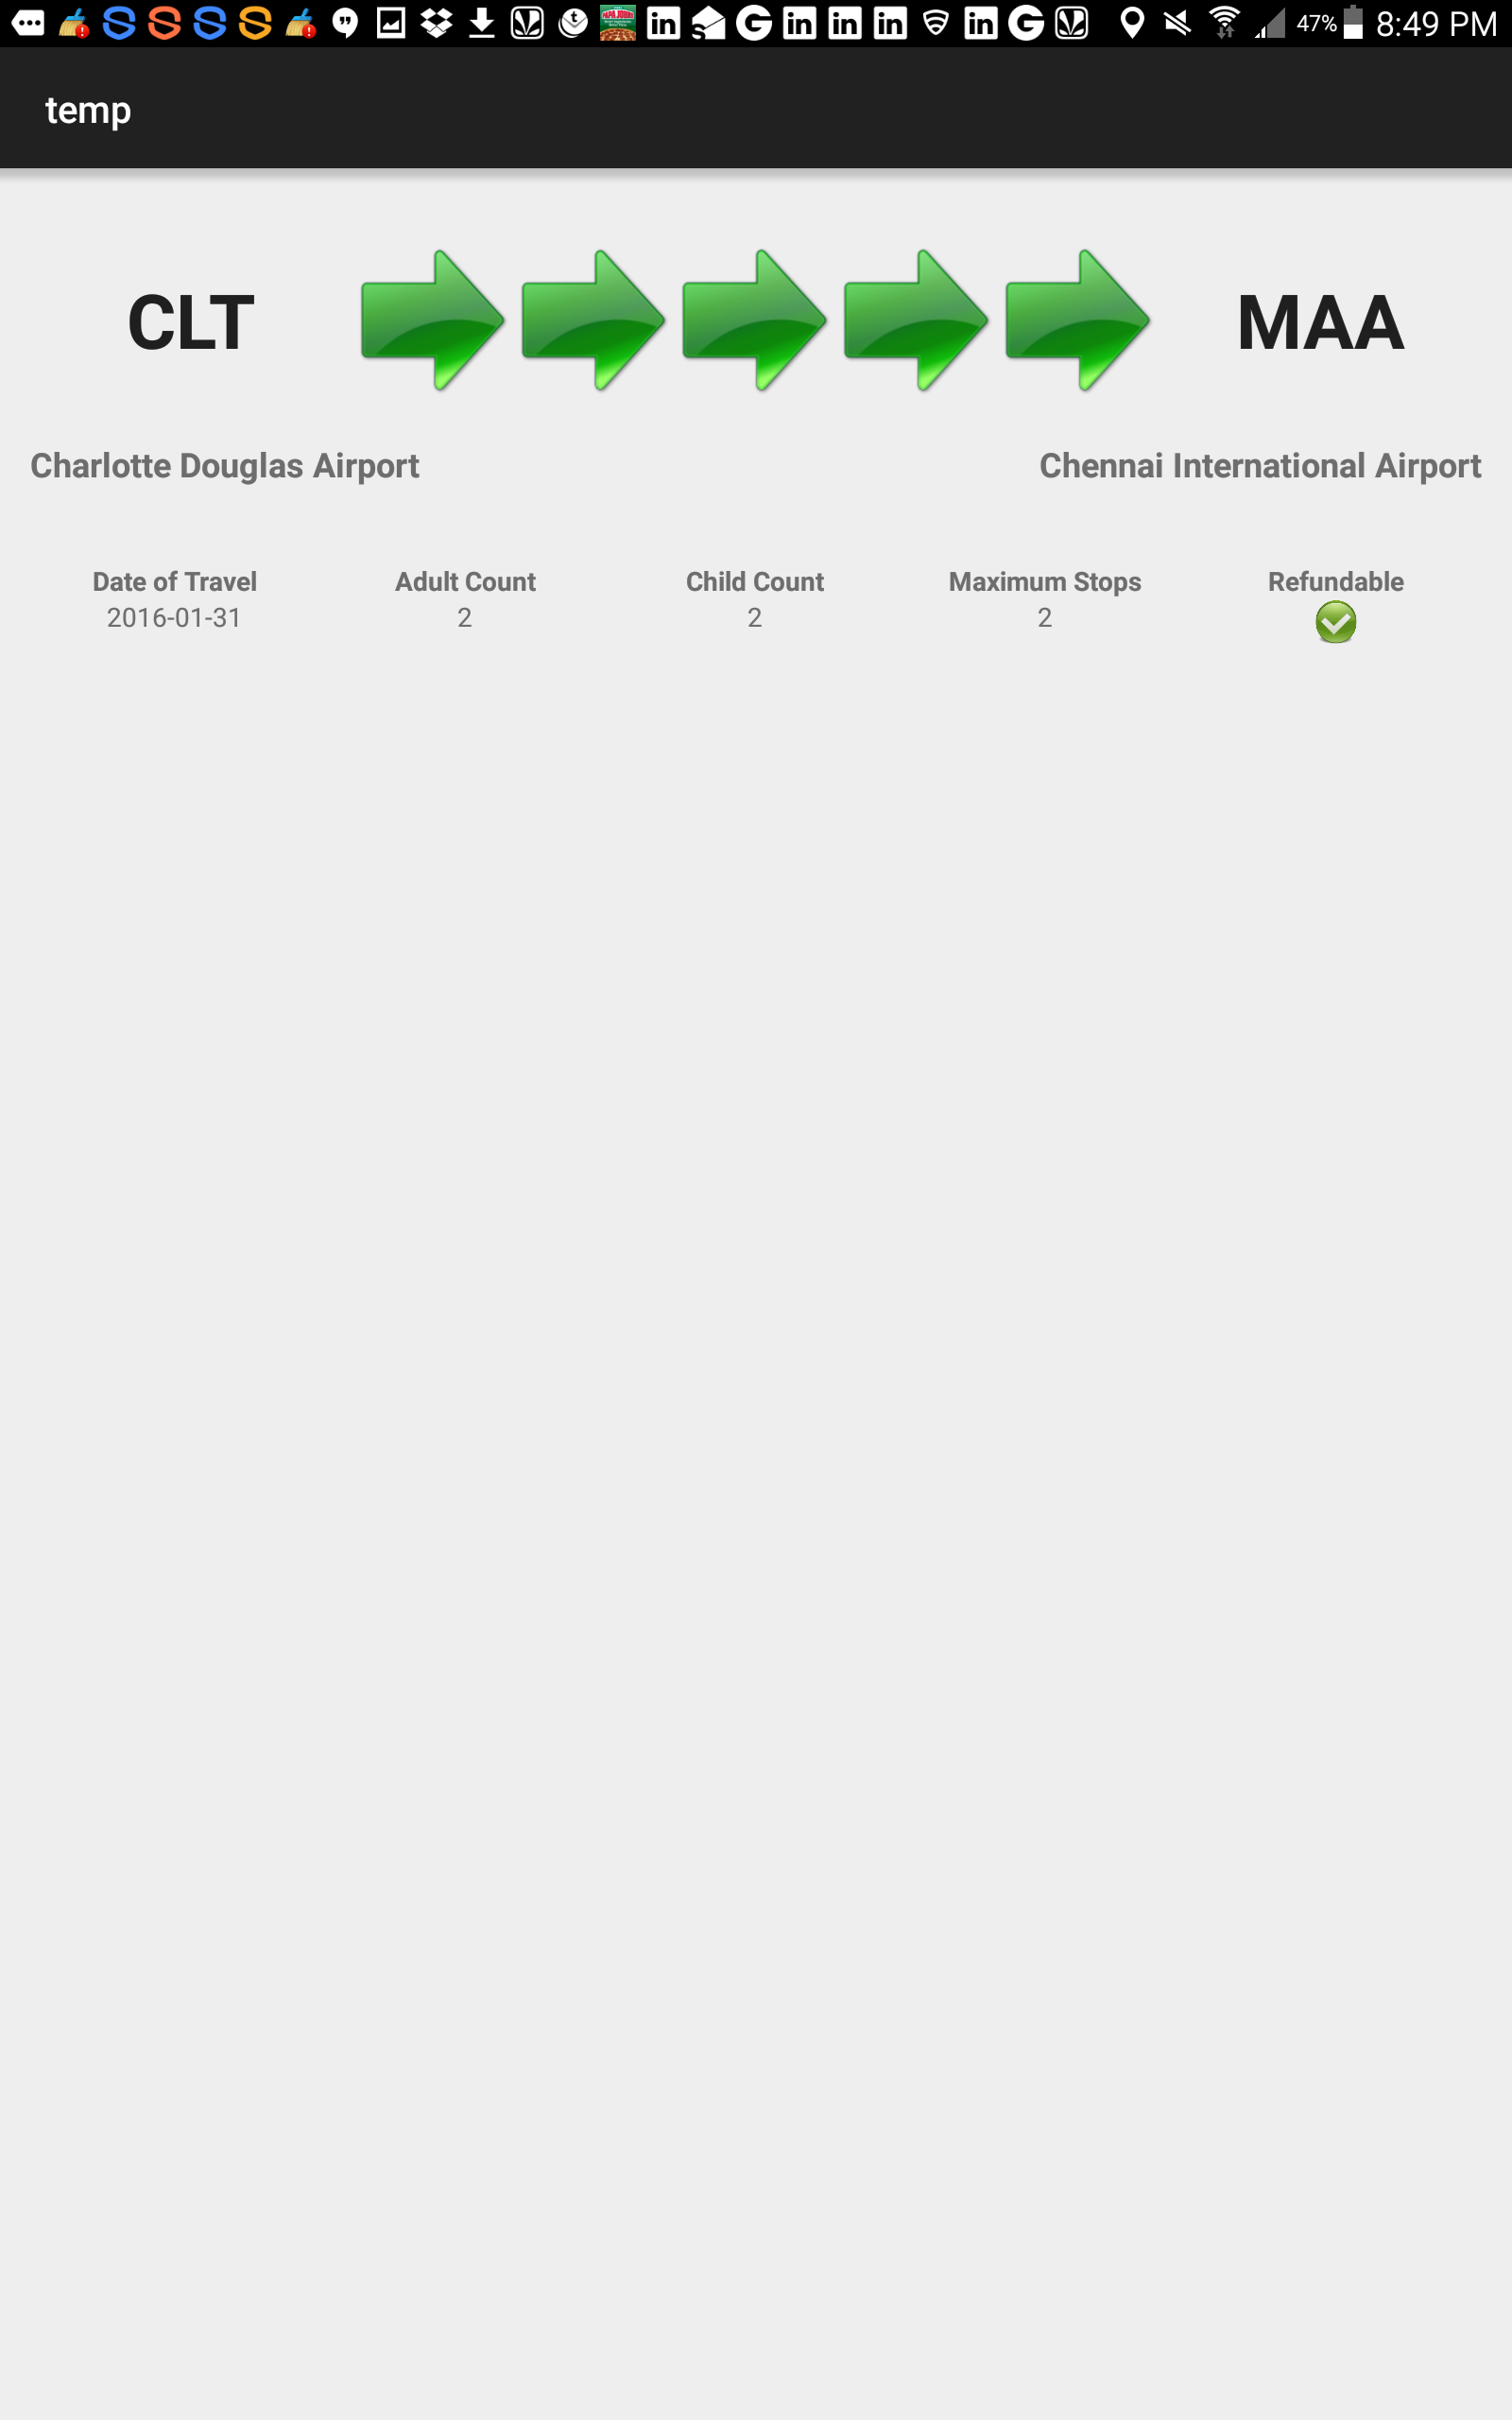 47% 8:49 PM
temp
CLT MAA
Charlotte Douglas Airport Chennai International Airport
Date of Travel Adult Count Child Count Maximum Stops Refundable
2016-01-31 2 2 2